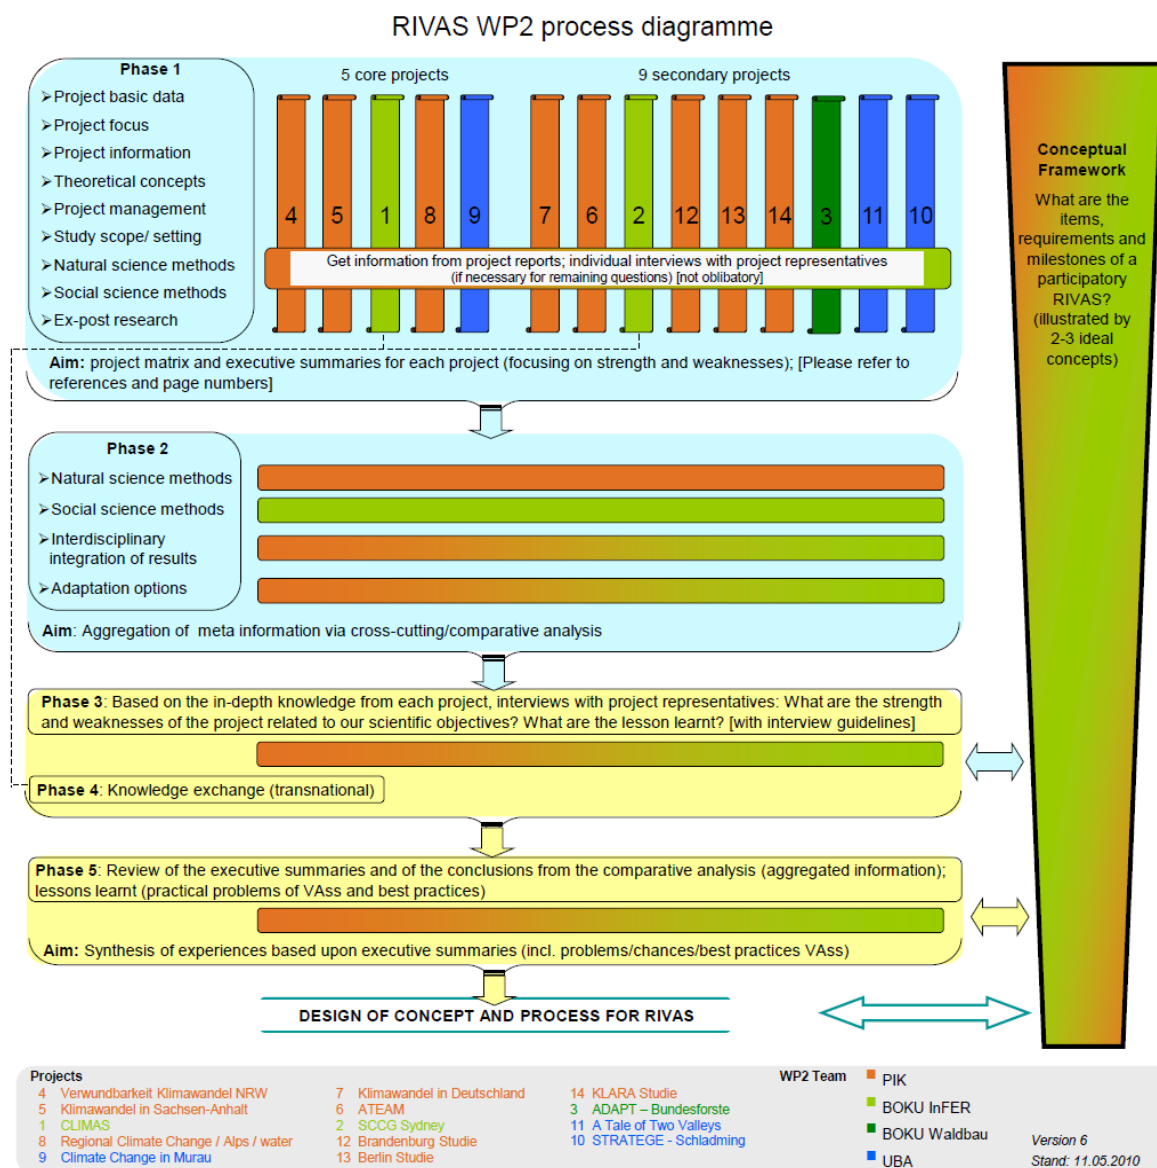 RIVAS WP2 process diagramme
Phase 1
➢Project basic data
➢Project focus
➢Project information
➢Theoretical concepts
➢Project management
➢Study scope/ setting
➢Natural science methods
➢Social science methods
➢Ex-post research
5 core projects
9 secondary projects
4 5 1 8 9 7 6 2 12 13 14 3 11 10
Get information from project reports; individual interviews with project representatives
(if necessary for remaining questions) [not oblibatory]
Aim: project matrix and executive summaries for each project (focusing on strength and weaknesses); [Please refer to
references and page numbers]
Conceptual
Framework
What are the
items,
requirements and
milestones of a
participatory
RIVAS?
(illustrated by
2-3 ideal
concepts)
Phase 2
➢Natural science methods
➢Social science methods
➢Interdisciplinary
integration of results
➢Adaptation options
Aim: Aggregation of meta information via cross-cutting/comparative analysis
Phase 3: Based on the in-depth knowledge from each project, interviews with project representatives: What are the strength
and weaknesses of the project related to our scientific objectives? What are the lesson learnt? [with interview guidelines]
Phase 4: Knowledge exchange (transnational)
Phase 5: Review of the executive summaries and of the conclusions from the comparative analysis (aggregated information);
lessons learnt (practical problems of VAss and best practices)
Aim: Synthesis of experiences based upon executive summaries (incl. problems/chances/best practices VAss)
DESIGN OF CONCEPT AND PROCESS FOR RIVAS
Projects
4 Verwundbarkeit Klimawandel NRW
5 Klimawandel in Sachsen-Anhalt
1 CLIMAS
8 Regional Climate Change / Alps / water
9 Climate Change in Murau
7 Klimawandel in Deutschland
6 ATEAM
2 SCCG Sydney
12 Brandenburg Studie
13 Berlin Studie
14 KLARA Studie
3 ADAPT – Bundesforste
11 A Tale of Two Valleys
10 STRATEGE - Schladming
WP2 Team
PIK
BOKU InFER
BOKU Waldbau
UBA
Version 6
Stand: 11.05.2010